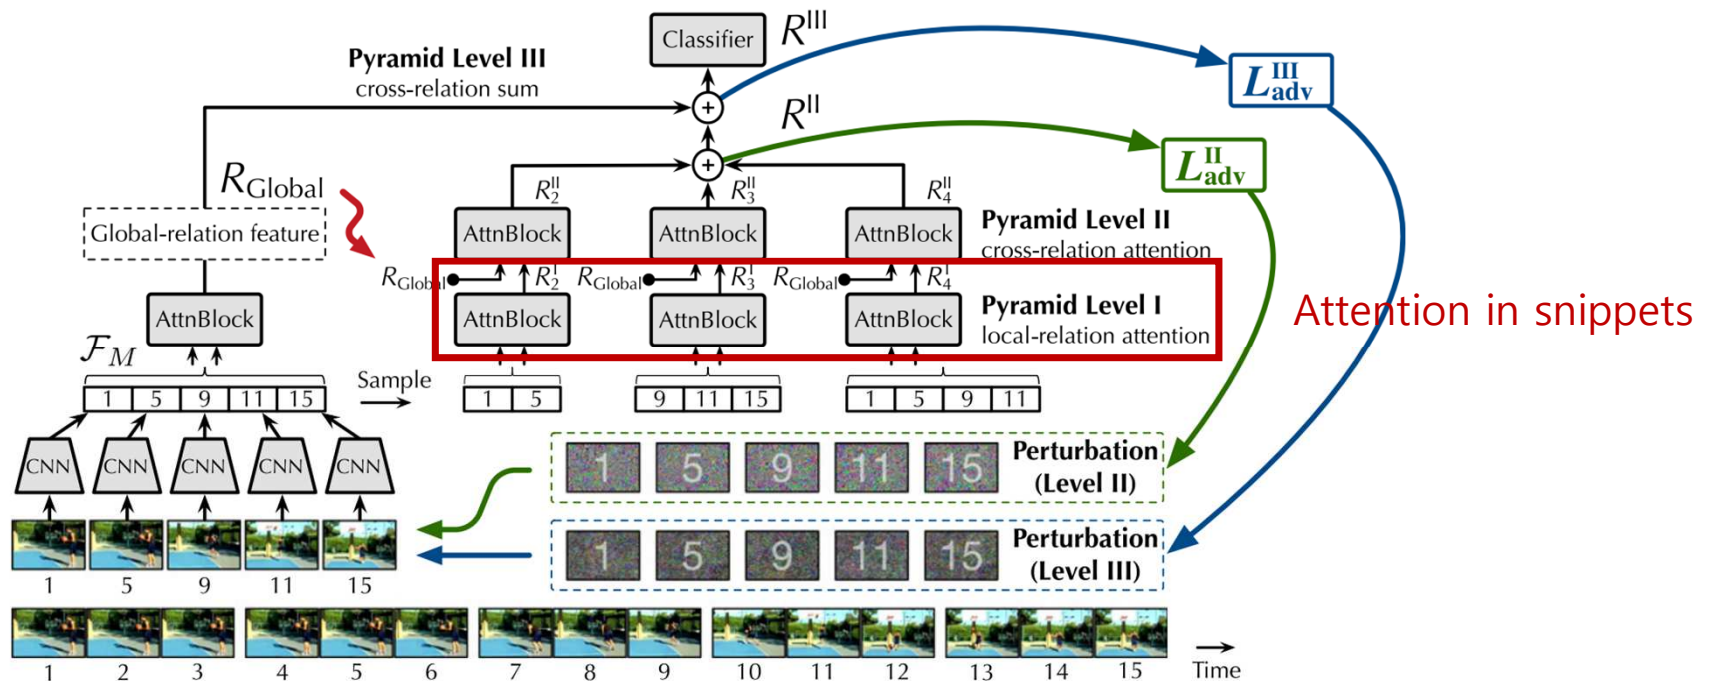 Classifier
R^III
L^III_adv
Pyramid Level III
cross-relation sum
+
R^II
+
L^II_adv
R_Global
R^II_2
R^II_3
R^II_4
Global-relation feature
AttnBlock
AttnBlock
AttnBlock
Pyramid Level II
cross-relation attention
R_Global
R^I_2
R_Global
R^I_3
R_Global
R^I_4
AttnBlock
AttnBlock
AttnBlock
AttnBlock
Pyramid Level I
local-relation attention
Attention in snippets
F_M
Sample
1 5 9 11 15
1 5
9 11 15
1 5 9 11
CNN CNN CNN CNN CNN
1 5 9 11 15
Perturbation
(Level II)
1 5 9 11 15
Perturbation
(Level III)
1 5 9 11 15
1 2 3 4 5 6 7 8 9 10 11 12 13 14 15
Time